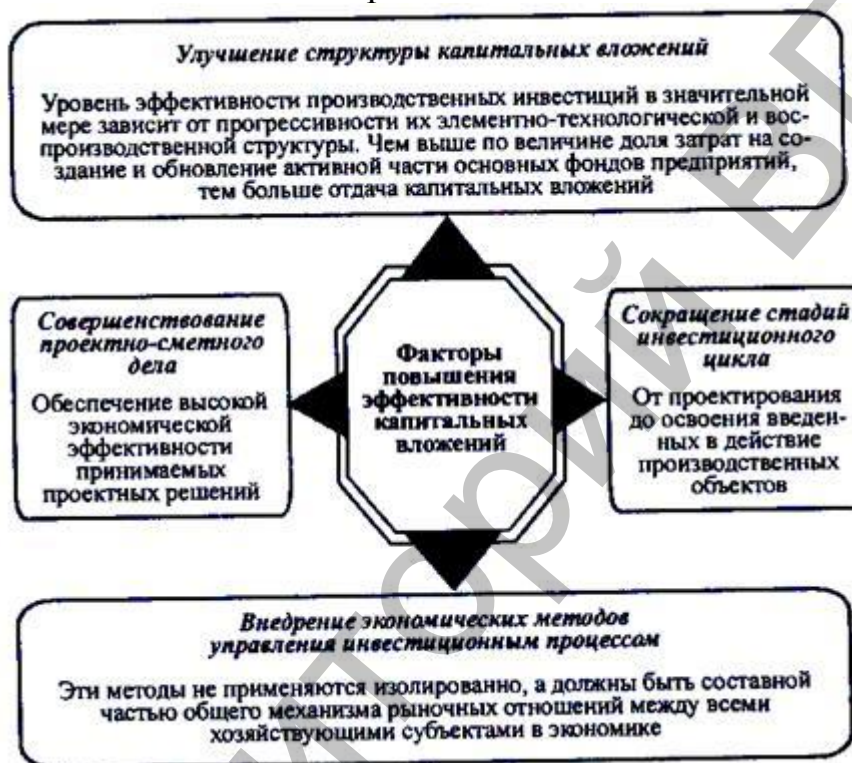 Улучшение структуры капитальных вложений
Уровень эффективности производственных инвестиций в значительной
мере зависит от прогрессивности их элементно-технологической и вос-
производственной структуры. Чем выше по величине доля затрат на со-
здание и обновление активной части основных фондов предприятий,
тем больше отдача капитальных вложений
Совершенствование
проектно-сметного
дела
Обеспечение высокой
экономической
эффективности
принимаемых
проектных решений
Факторы
повышения
эффективности
капитальных
вложений
Сокращение стадий
инвестиционного
цикла
От проектирования
до освоения введен-
ных в действие
производственных
объектов
Внедрение экономических методов
управления инвестиционным процессом
Эти методы не применяются изолированно, а должны быть составной
частью общего механизма рыночных отношений между всеми
хозяйствующими субъектами в экономике